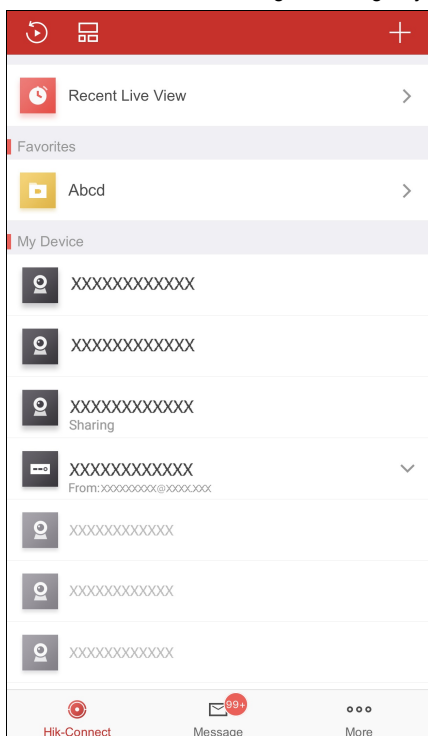 Recent Live View
Favorites
Abcd
My Device
XXXXXXXXXXXX
XXXXXXXXXXXX
XXXXXXXXXXXX
Sharing
XXXXXXXXXXXX
From:XXXXXXXXX@XXXX.XXX
XXXXXXXXXXXX
XXXXXXXXXXXX
XXXXXXXXXXXX
99+
Hik-Connect Message More